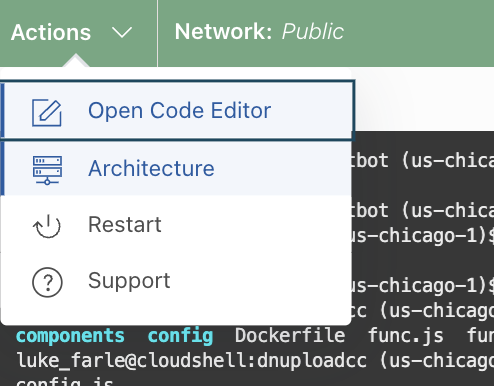 Actions
Network: Public
Open Code Editor
Architecture
Restart
Support
tbot (us-chica
tbot (us-chica
us-chicago-1)$
us-chicago-1)$
cc (us-chicago
components config Dockerfile func.js fun
luke_farle@cloudshell:dnuploadcc (us-chicago
config.js